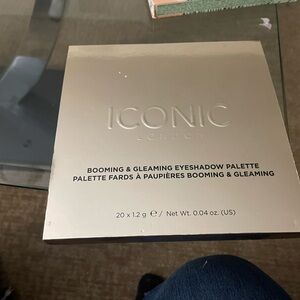 ICONIC
LONDON
BOOMING & GLEAMING EYESHADOW PALETTE
PALETTE FARDS À PAUPIÈRES BOOMING & GLEAMING
20 x 1.2 g ℮ / Net Wt. 0.04 oz. (US)